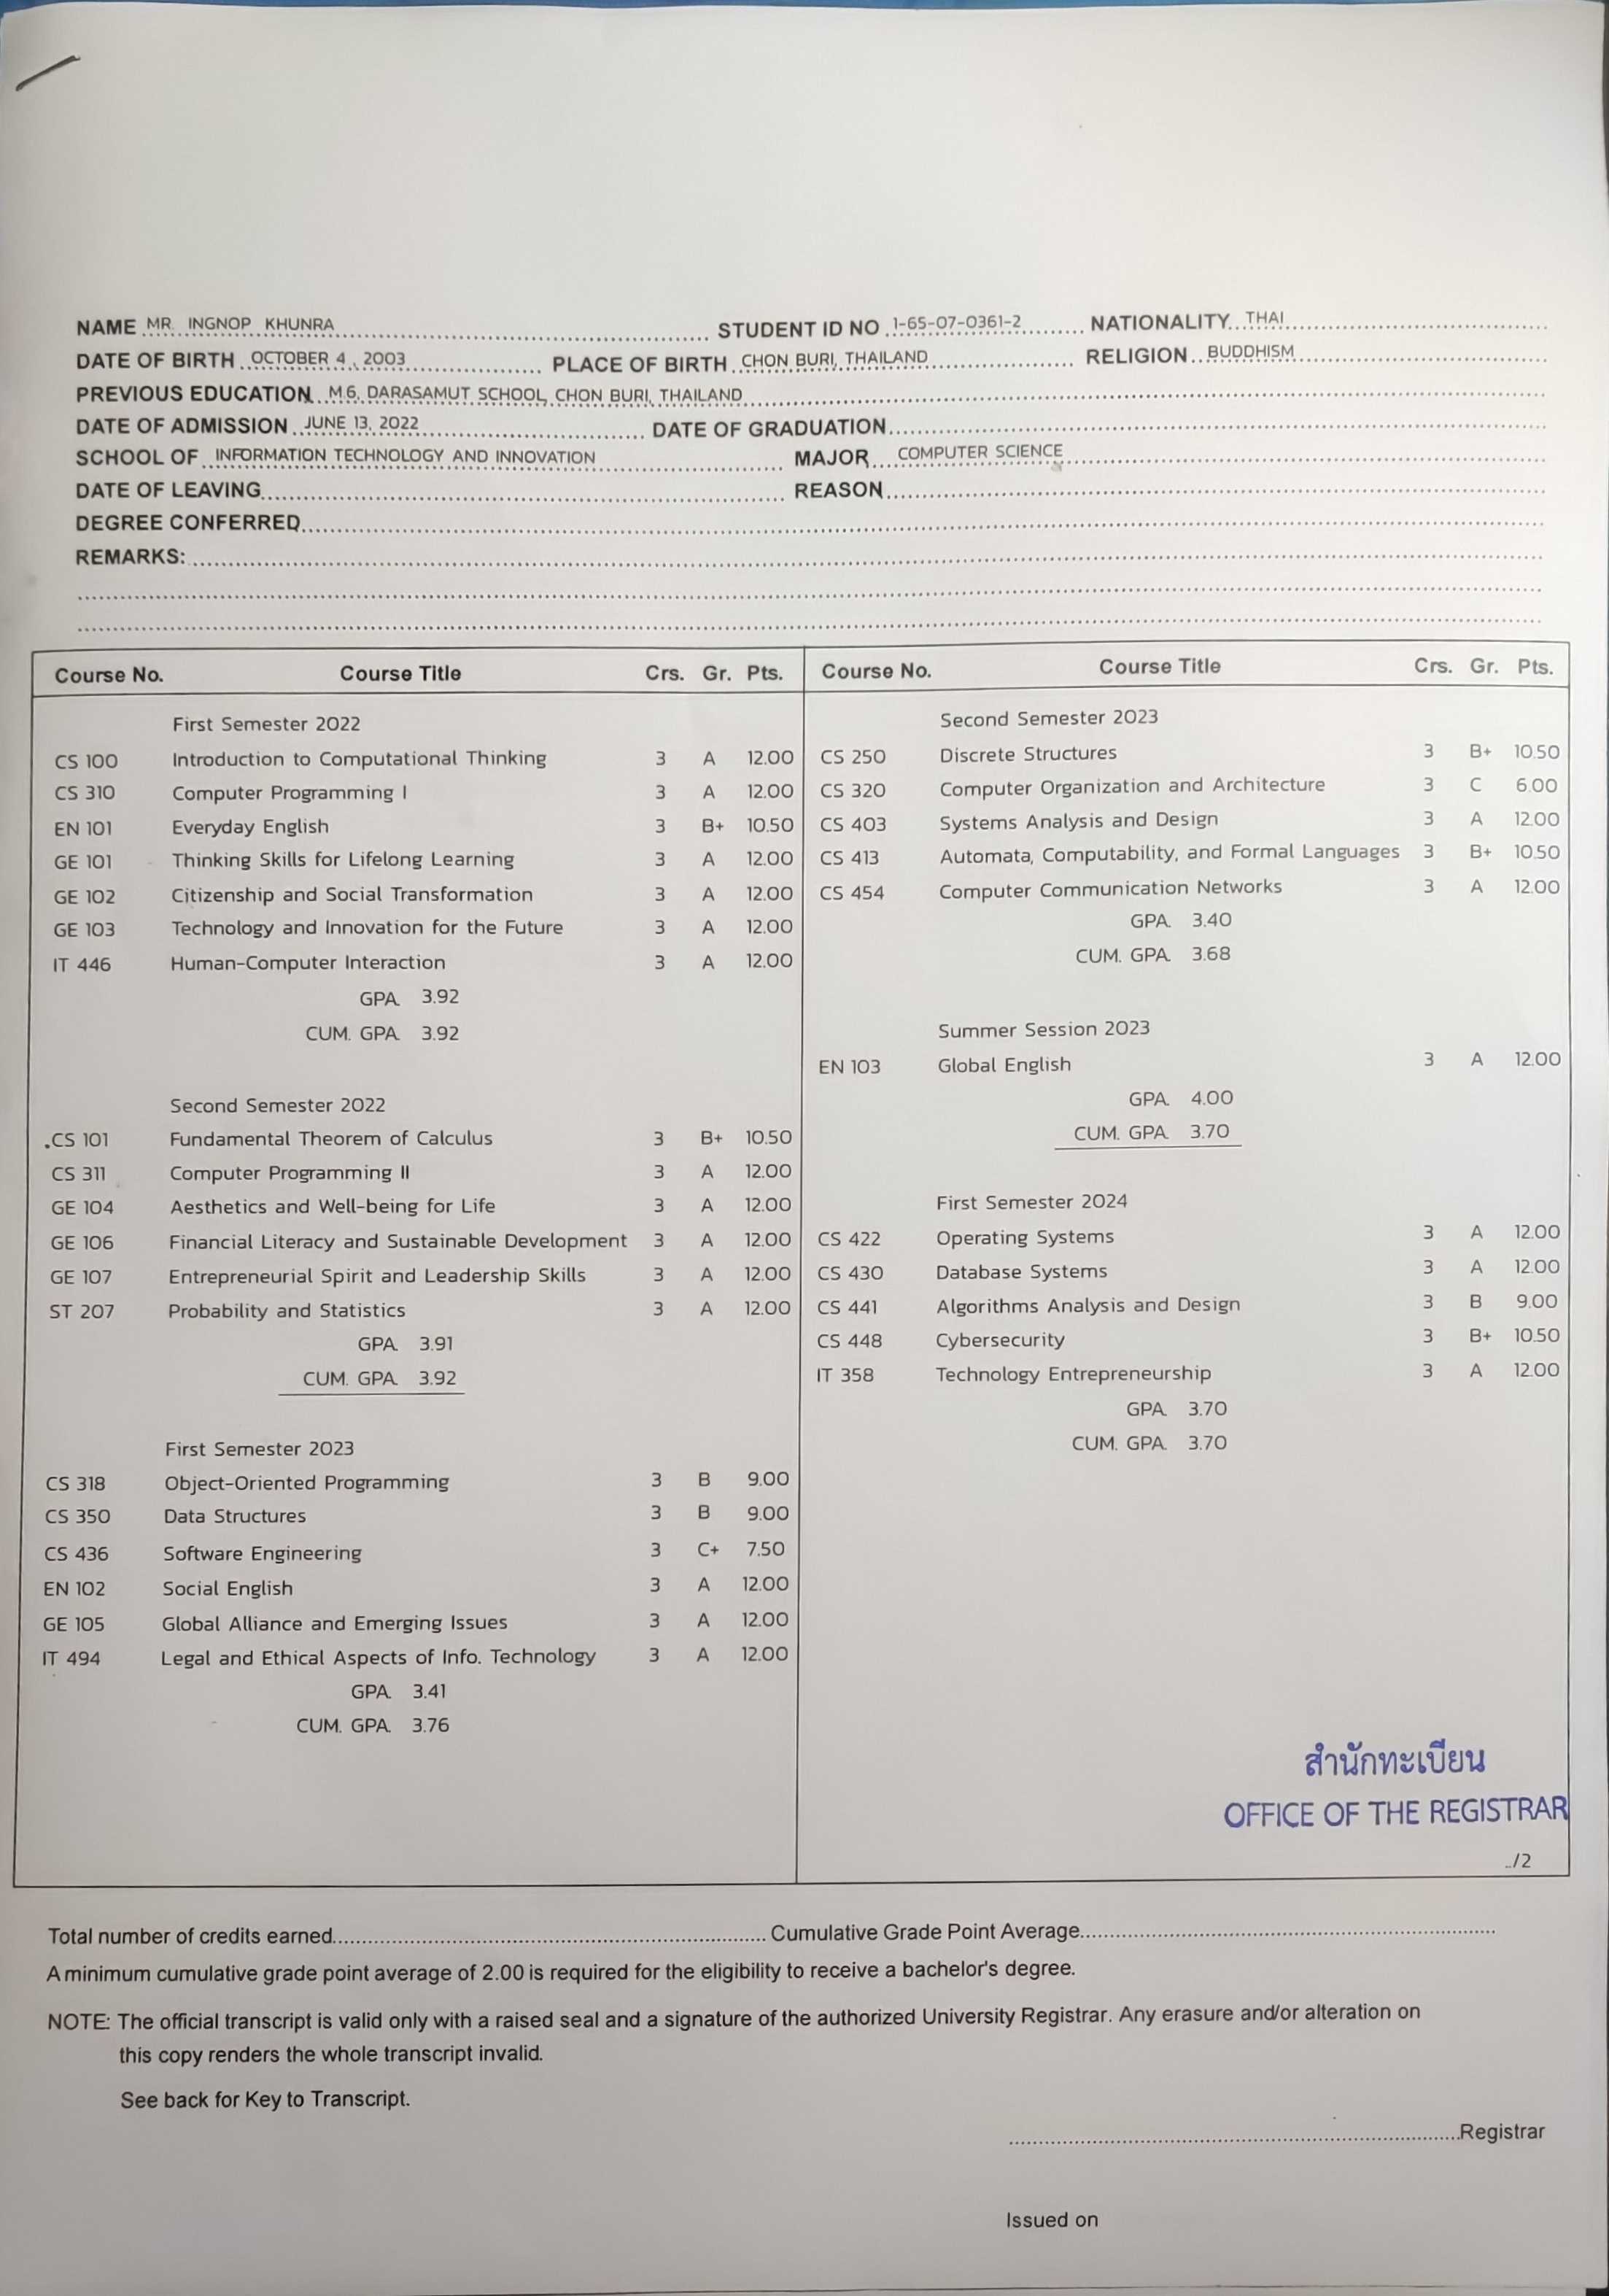 NAME MR. INGNOP KHUNRA STUDENT ID NO 1-65-07-0361-2 NATIONALITY THAI
DATE OF BIRTH OCTOBER 4, 2003 PLACE OF BIRTH CHON BURI, THAILAND RELIGION BUDDHISM
PREVIOUS EDUCATION M.6, DARASAMUT SCHOOL, CHON BURI, THAILAND
DATE OF ADMISSION JUNE 13, 2022 DATE OF GRADUATION
SCHOOL OF INFORMATION TECHNOLOGY AND INNOVATION MAJOR COMPUTER SCIENCE
DATE OF LEAVING REASON
DEGREE CONFERRED
REMARKS:
Course No. Course Title Crs. Gr. Pts.
First Semester 2022
CS 100 Introduction to Computational Thinking 3 A 12.00
CS 310 Computer Programming I 3 A 12.00
EN 101 Everyday English 3 B+ 10.50
GE 101 Thinking Skills for Lifelong Learning 3 A 12.00
GE 102 Citizenship and Social Transformation 3 A 12.00
GE 103 Technology and Innovation for the Future 3 A 12.00
IT 446 Human-Computer Interaction 3 A 12.00
GPA. 3.92
CUM. GPA. 3.92
Second Semester 2022
CS 101 Fundamental Theorem of Calculus 3 B+ 10.50
CS 311 Computer Programming II 3 A 12.00
GE 104 Aesthetics and Well-being for Life 3 A 12.00
GE 106 Financial Literacy and Sustainable Development 3 A 12.00
GE 107 Entrepreneurial Spirit and Leadership Skills 3 A 12.00
ST 207 Probability and Statistics 3 A 12.00
GPA. 3.91
CUM. GPA. 3.92
First Semester 2023
CS 318 Object-Oriented Programming 3 B 9.00
CS 350 Data Structures 3 B 9.00
CS 436 Software Engineering 3 C+ 7.50
EN 102 Social English 3 A 12.00
GE 105 Global Alliance and Emerging Issues 3 A 12.00
IT 494 Legal and Ethical Aspects of Info. Technology 3 A 12.00
GPA. 3.41
CUM. GPA. 3.76
Course No. Course Title Crs. Gr. Pts.
Second Semester 2023
CS 250 Discrete Structures 3 B+ 10.50
CS 320 Computer Organization and Architecture 3 C 6.00
CS 403 Systems Analysis and Design 3 A 12.00
CS 413 Automata, Computability, and Formal Languages 3 B+ 10.50
CS 454 Computer Communication Networks 3 A 12.00
GPA. 3.40
CUM. GPA. 3.68
Summer Session 2023
EN 103 Global English 3 A 12.00
GPA. 4.00
CUM. GPA. 3.70
First Semester 2024
CS 422 Operating Systems 3 A 12.00
CS 430 Database Systems 3 A 12.00
CS 441 Algorithms Analysis and Design 3 B 9.00
CS 448 Cybersecurity 3 B+ 10.50
IT 358 Technology Entrepreneurship 3 A 12.00
GPA. 3.70
CUM. GPA. 3.70
สำนักทะเบียน
OFFICE OF THE REGISTRAR
../2
Total number of credits earned Cumulative Grade Point Average
A minimum cumulative grade point average of 2.00 is required for the eligibility to receive a bachelor's degree.
NOTE: The official transcript is valid only with a raised seal and a signature of the authorized University Registrar. Any erasure and/or alteration on
this copy renders the whole transcript invalid.
See back for Key to Transcript.
Registrar
Issued on